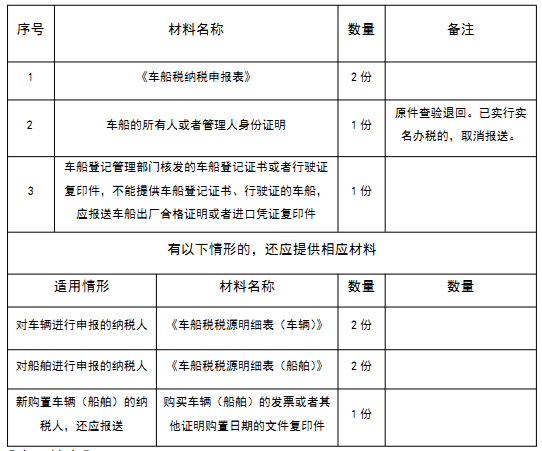 序号 材料名称 数量 备注
1 《车船税纳税申报表》 2 份
2 车船的所有人或者管理人身份证明 1 份 原件查验退回。已实行实
名办税的，取消报送。
3 车船登记管理部门核发的车船登记证书或者行驶证
复印件，不能提供车船登记证书、行驶证的车船，
应报送车船出厂合格证明或者进口凭证复印件 1 份
有以下情形的，还应提供相应材料
适用情形 材料名称 数量 数量
对车辆进行申报的纳税人 《车船税税源明细表（车辆）》 2 份
对船舶进行申报的纳税人 《车船税税源明细表（船舶）》 2 份
新购置车辆（船舶）的纳
税人，还应报送 购买车辆（船舶）的发票或者其
他证明购置日期的文件复印件 1 份